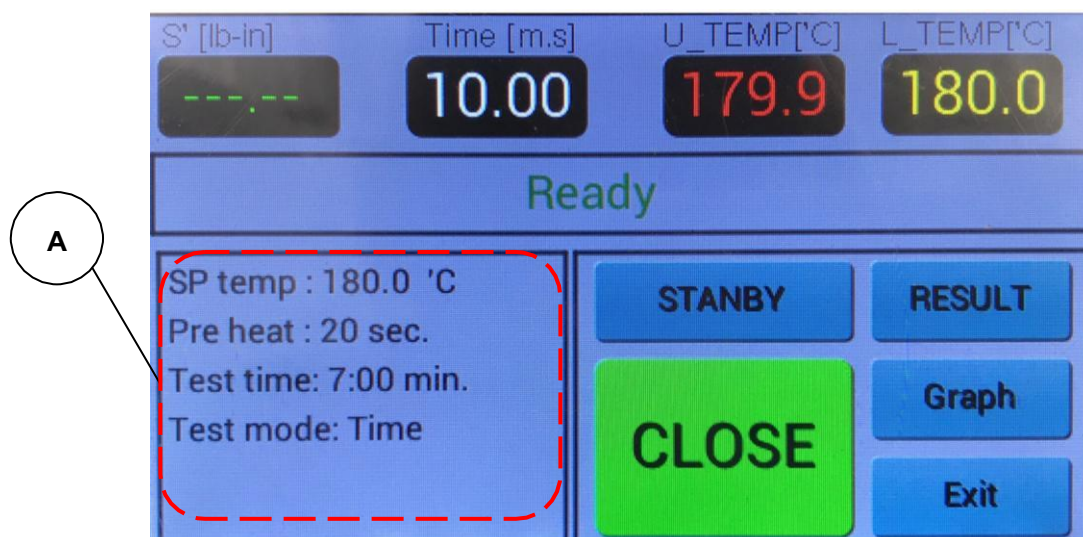 S' [lb-in] Time [m.s] U_TEMP['C] L_TEMP['C]
---.-- 10.00 179.9 180.0
Ready
A
SP temp : 180.0 'C
Pre heat : 20 sec.
Test time: 7:00 min.
Test mode: Time
STANBY RESULT
CLOSE Graph
Exit